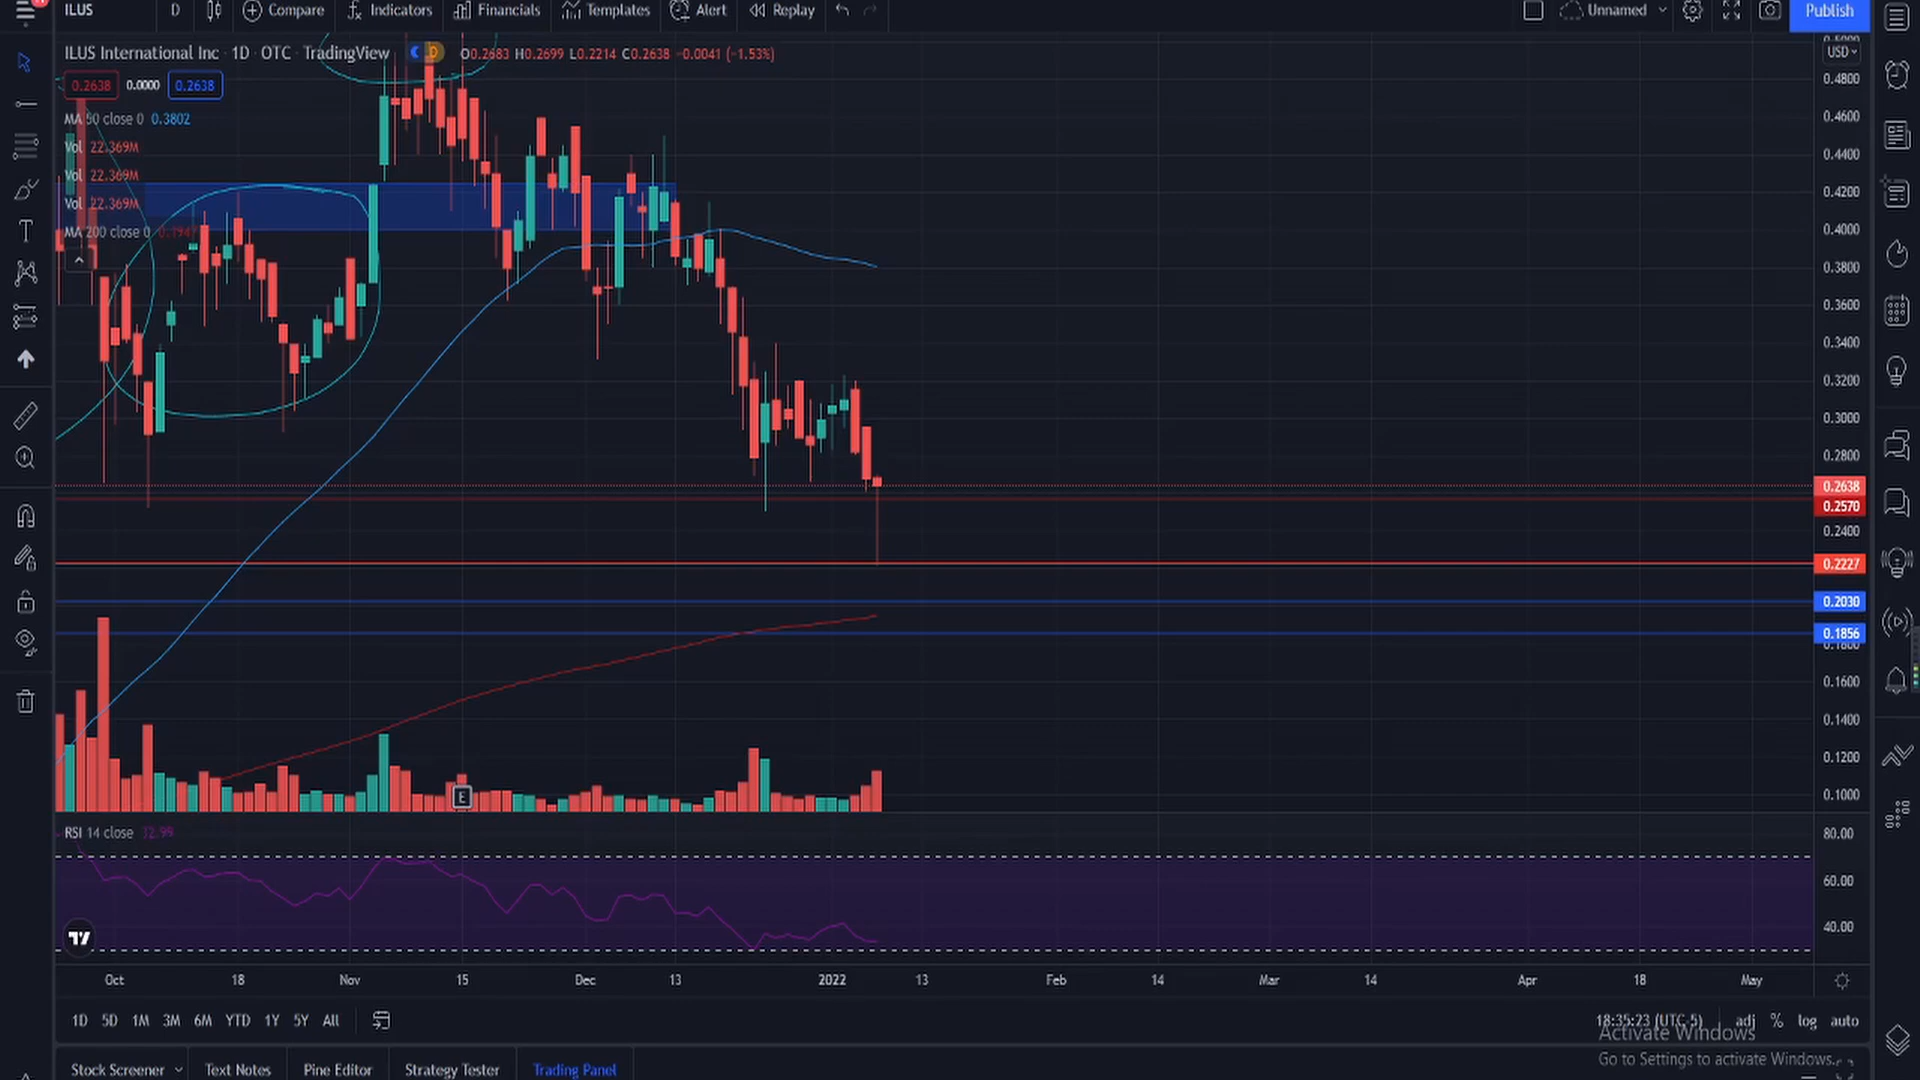 ILUS D Compare Indicators Financials Templates Alert Replay Unnamed Publish
ILUS International Inc · 1D · OTC · TradingView D O0.2683 H0.2699 L0.2214 C0.2638 −0.0041 (−1.53%)
USD
0.2638 0.0000 0.2638
MA 50 close 0 0.3802
Vol 22.369M
Vol 22.369M
Vol 22.369M
MA 200 close 0
0.4800
0.4600
0.4400
0.4200
0.4000
0.3800
0.3600
0.3400
0.3200
0.3000
0.2800
0.2638
0.2570
0.2400
0.2227
0.2030
0.1856
0.1800
0.1600
0.1400
0.1200
0.1000
E
RSI 14 close 32.99
80.00
60.00
40.00
Oct 18 Nov 15 Dec 13 2022 13 Feb 14 Mar 14 Apr 18 May
1D 5D 1M 3M 6M YTD 1Y 5Y All 18:35:23 (UTC-5) adj % log auto
Activate Windows
Go to Settings to activate Windows.
Stock Screener Text Notes Pine Editor Strategy Tester Trading Panel